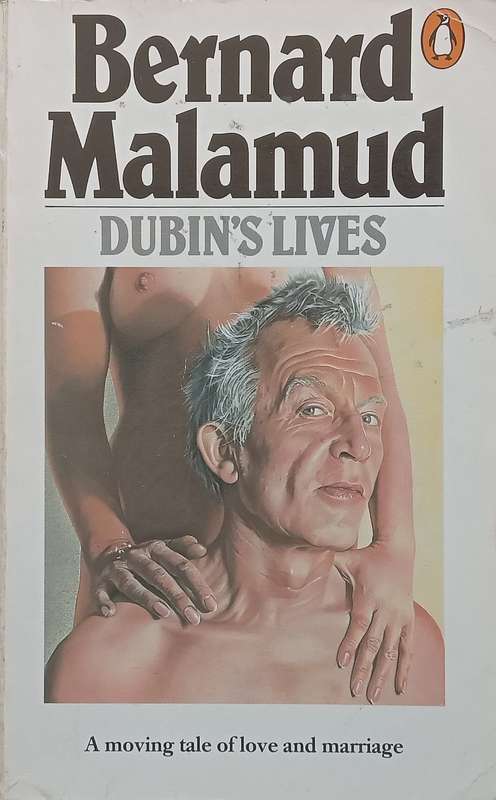 Bernard
Malamud
DUBIN'S LIVES
A moving tale of love and marriage